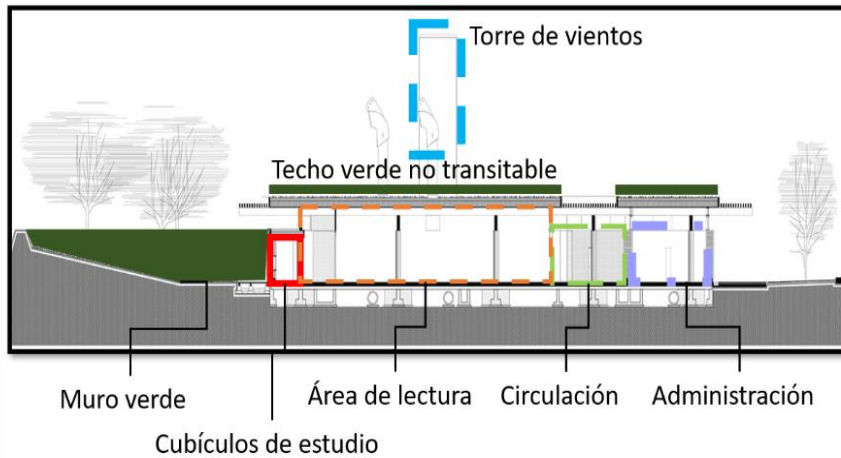 Torre de vientos
Techo verde no transitable
Muro verde
Área de lectura
Circulación
Administración
Cubículos de estudio